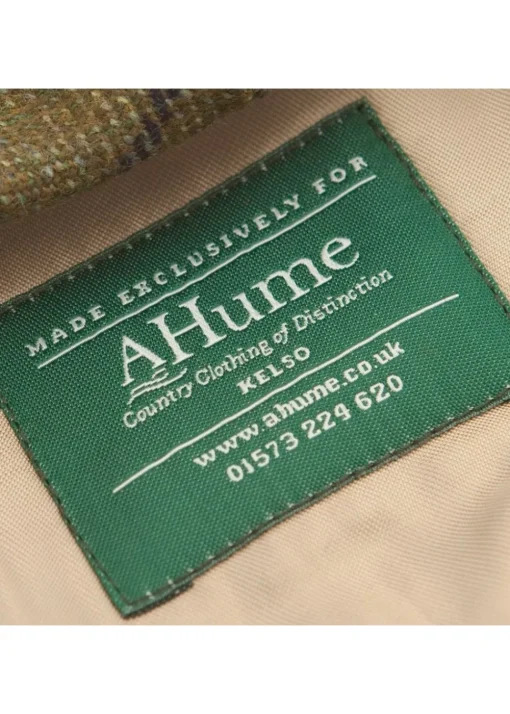 MADE EXCLUSIVELY FOR
AHume
Country Clothing of Distinction
KELSO
www.ahume.co.uk
01573 224 620